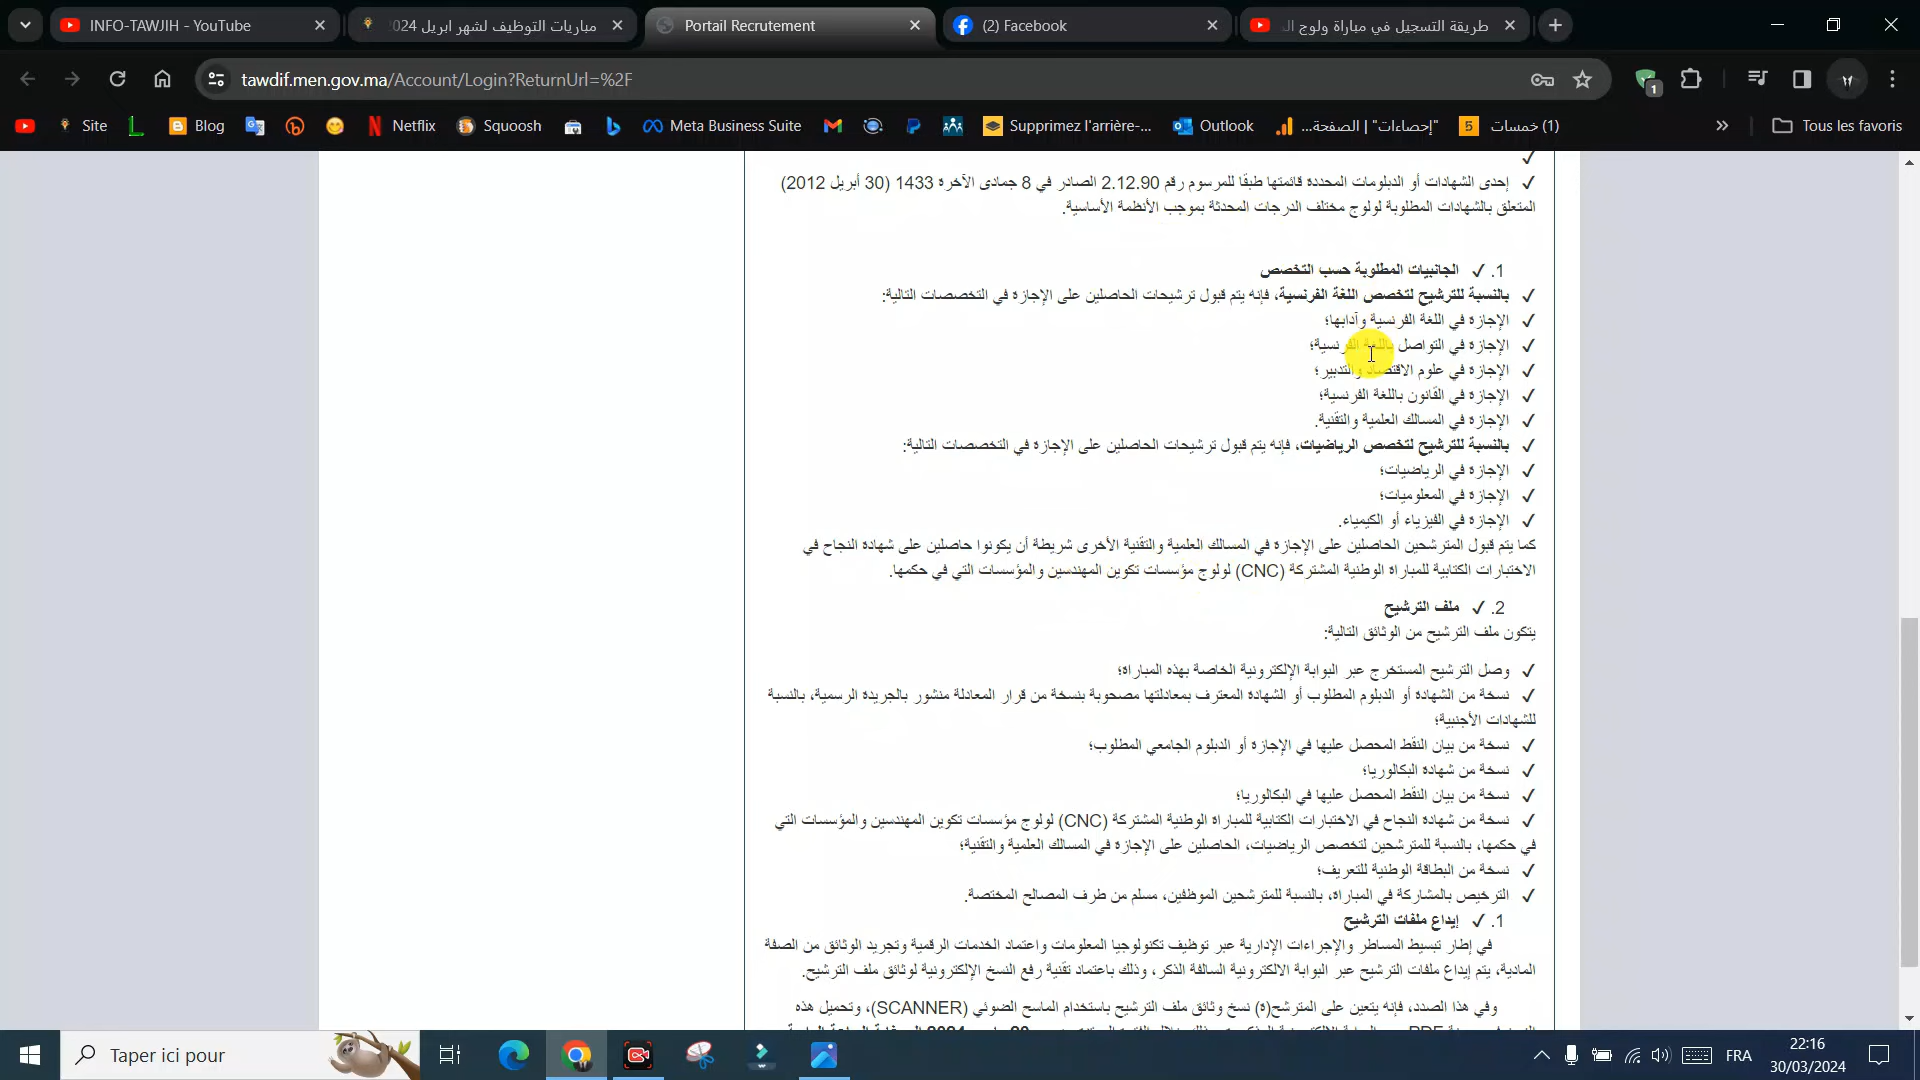 INFO-TAWJIH - YouTube
مباريات التوظيف لشهر ابريل 2024
Portail Recrutement
(2) Facebook
طريقة التسجيل في مباراة ولوج
tawdif.men.gov.ma/Account/Login?ReturnUrl=%2F
1
Site
Blog
Netflix
Squoosh
Meta Business Suite
Supprimez l'arrière-...
Outlook
"إحصاءات" | الصفحة...
5
(1) خمسات
Tous les favoris
✓
✓ إحدى الشهادات أو الدبلومات المحددة قائمتها طبقا للمرسوم رقم 2.12.90 الصادر في 8 جمادى الآخرة 1433 (30 أبريل 2012)
المتعلق بالشهادات المطلوبة لولوج مختلف الدرجات المحدثة بموجب الأنظمة الأساسية.
1. ✓ الجانبيات المطلوبة حسب التخصص
✓ بالنسبة للترشيح لتخصص اللغة الفرنسية، فإنه يتم قبول ترشيحات الحاصلين على الإجازة في التخصصات التالية:
✓ الإجازة في اللغة الفرنسية وآدابها؛
✓ الإجازة في التواصل باللغة الفرنسية؛
✓ الإجازة في علوم الاقتصاد والتدبير؛
✓ الإجازة في القانون باللغة الفرنسية؛
✓ الإجازة في المسالك العلمية والتقنية.
✓ بالنسبة للترشيح لتخصص الرياضيات، فإنه يتم قبول ترشيحات الحاصلين على الإجازة في التخصصات التالية:
✓ الإجازة في الرياضيات؛
✓ الإجازة في المعلوميات؛
✓ الإجازة في الفيزياء أو الكيمياء.
كما يتم قبول المترشحين الحاصلين على الإجازة في المسالك العلمية والتقنية الأخرى شريطة أن يكونوا حاصلين على شهادة النجاح في
الاختبارات الكتابية للمباراة الوطنية المشتركة (CNC) لولوج مؤسسات تكوين المهندسين والمؤسسات التي في حكمها.
2. ✓ ملف الترشيح
يتكون ملف الترشيح من الوثائق التالية:
✓ وصل الترشيح المستخرج عبر البوابة الإلكترونية الخاصة بهذه المباراة؛
✓ نسخة من الشهادة أو الدبلوم المطلوب أو الشهادة المعترف بمعادلتها مصحوبة بنسخة من قرار المعادلة منشور بالجريدة الرسمية، بالنسبة
للشهادات الأجنبية؛
✓ نسخة من بيان النقط المحصل عليها في الإجازة أو الدبلوم الجامعي المطلوب؛
✓ نسخة من شهادة البكالوريا؛
✓ نسخة من بيان النقط المحصل عليها في البكالوريا؛
✓ نسخة من شهادة النجاح في الاختبارات الكتابية للمباراة الوطنية المشتركة (CNC) لولوج مؤسسات تكوين المهندسين والمؤسسات التي
في حكمها، بالنسبة للمترشحين لتخصص الرياضيات، الحاصلين على الإجازة في المسالك العلمية والتقنية؛
✓ نسخة من البطاقة الوطنية للتعريف؛
✓ الترخيص بالمشاركة في المباراة، بالنسبة للمترشحين الموظفين، مسلم من طرف المصالح المختصة.
1. ✓ إيداع ملفات الترشيح
في إطار تبسيط المساطر والإجراءات الإدارية عبر توظيف تكنولوجيا المعلومات واعتماد الخدمات الرقمية وتجريد الوثائق من الصفة
المادية، يتم إيداع ملفات الترشيح عبر البوابة الالكترونية السالفة الذكر، وذلك باعتماد تقنية رفع النسخ الإلكترونية لوثائق ملف الترشيح.
وفي هذا الصدد، فإنه يتعين على المترشح(ة) نسخ وثائق ملف الترشيح باستخدام الماسح الضوئي (SCANNER)، وتحميل هذه
Taper ici pour
FRA
22:16
30/03/2024